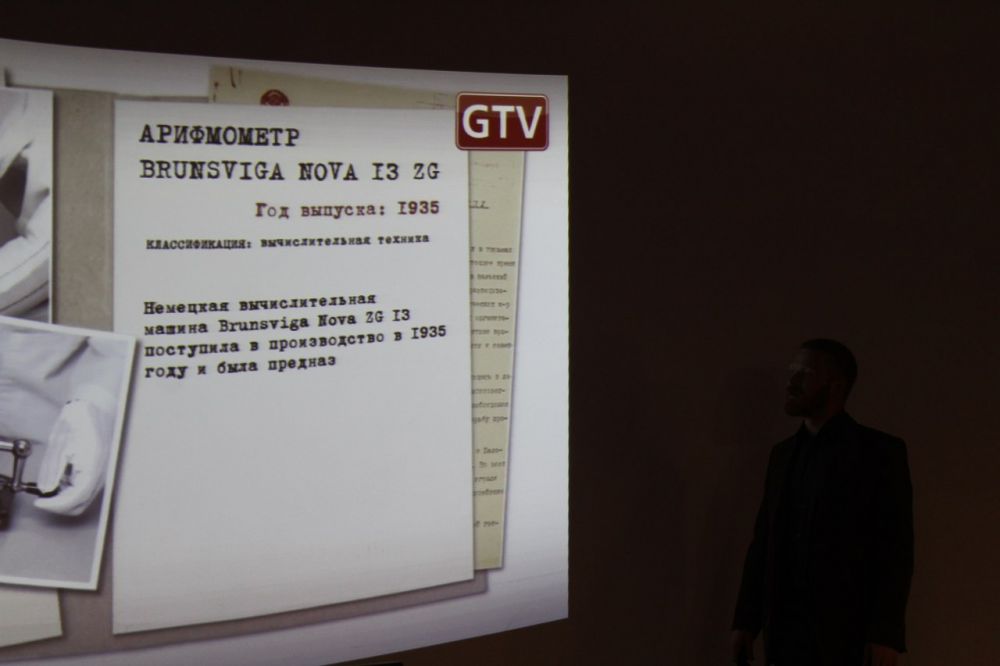 GTV
АРИФМОМЕТР
BRUNSVIGA NOVA I3 ZG
Год выпуска: I935
КЛАССИФИКАЦИЯ: вычислительная техника
Немецкая вычислительная
машина Brunsviga Nova ZG I3
поступила в производство в I935
году и была предназ